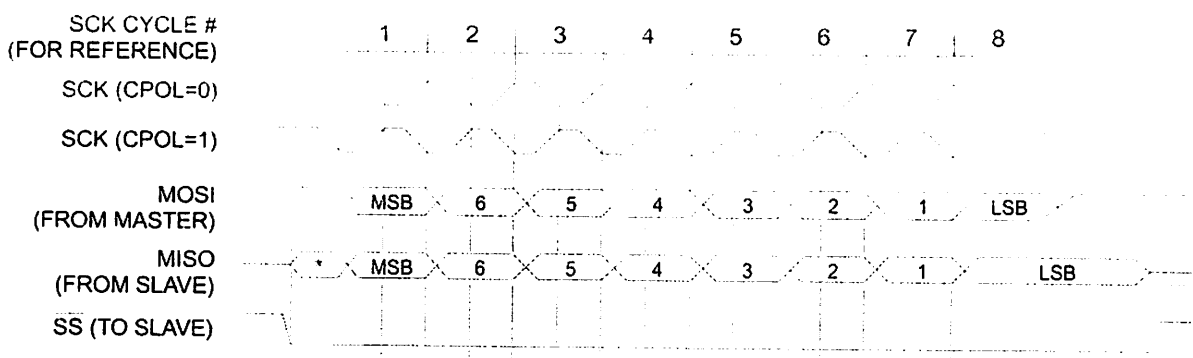 SCK CYCLE #
(FOR REFERENCE)
1 2 3 4 5 6 7 8
SCK (CPOL=0)
SCK (CPOL=1)
MOSI
(FROM MASTER)
MSB 6 5 4 3 2 1 LSB
MISO
(FROM SLAVE)
* MSB 6 5 4 3 2 1 LSB
SS (TO SLAVE)